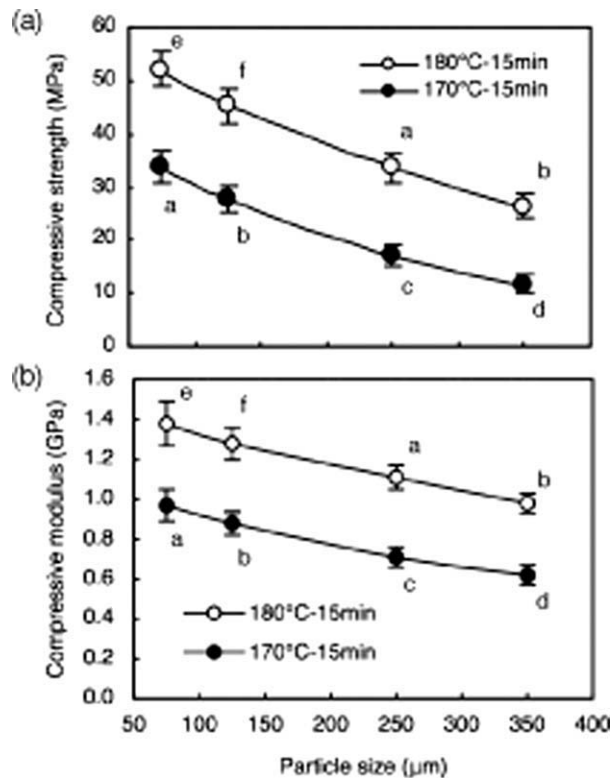 (a)
60
50
40
30
20
10
0
Compressive strength (MPa)
e
f
a
b
180°C-15min
170°C-15min
a
b
c
d
(b)
1.6
1.4
1.2
1.0
0.8
0.6
0.4
0.2
0.0
Compressive modulus (GPa)
e
f
a
b
a
b
c
d
180°C-15min
170°C-15min
50 100 150 200 250 300 350 400
Particle size (µm)